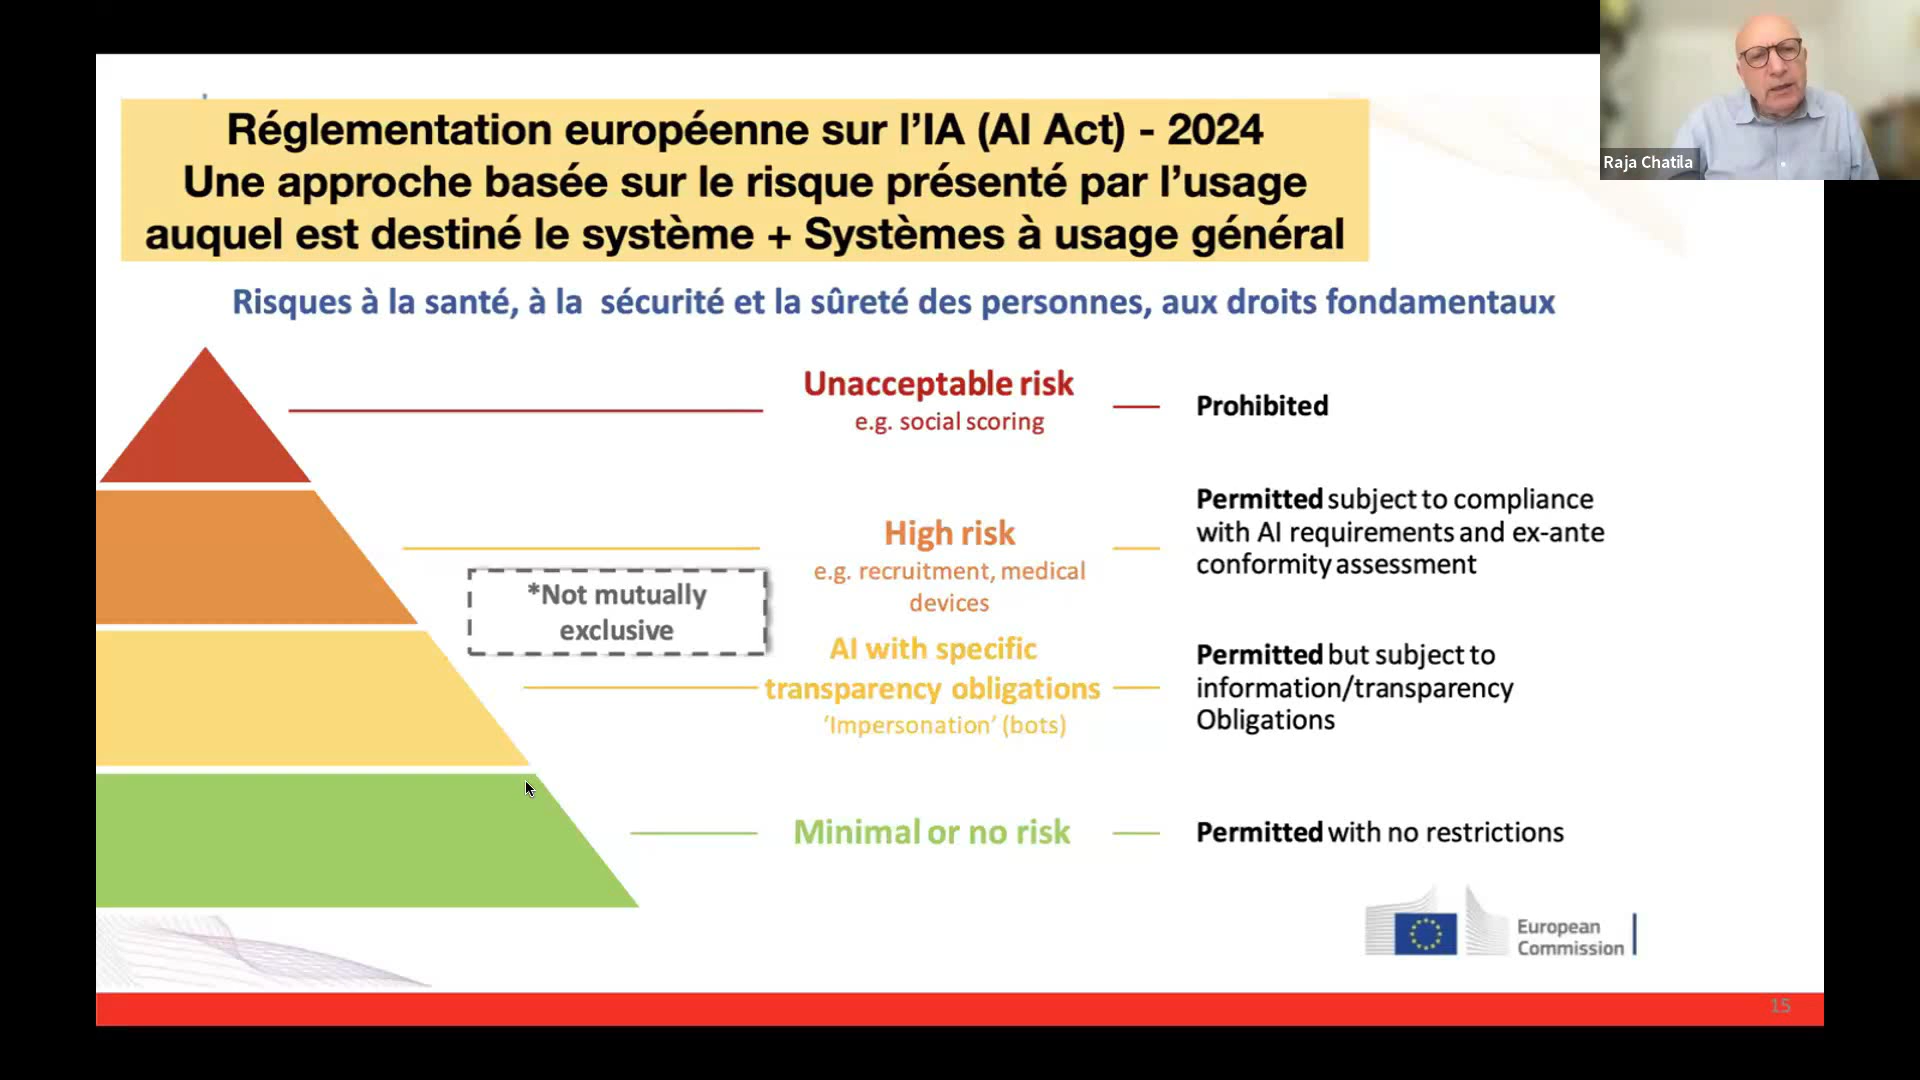 Raja Chatila
Réglementation européenne sur l’IA (AI Act) - 2024
Une approche basée sur le risque présenté par l’usage
auquel est destiné le système + Systèmes à usage général
Risques à la santé, à la sécurité et la sûreté des personnes, aux droits fondamentaux
Unacceptable risk
e.g. social scoring
Prohibited
High risk
e.g. recruitment, medical
devices
Permitted subject to compliance
with AI requirements and ex-ante
conformity assessment
*Not mutually
exclusive
AI with specific
transparency obligations
‘Impersonation’ (bots)
Permitted but subject to
information/transparency
Obligations
Minimal or no risk
Permitted with no restrictions
European
Commission
15